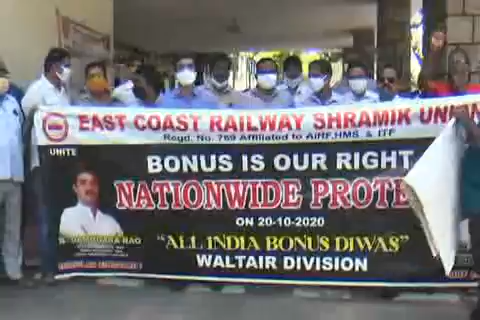 EAST COAST RAILWAY SHRAMIK UNION
Regd. No. 769 Affiliated to AIRF, HMS & ITF
UNITE
BONUS IS OUR RIGHT
NATIONWIDE PROTE
ON 20-10-2020
"ALL INDIA BONUS DIWAS"
WALTAIR DIVISION